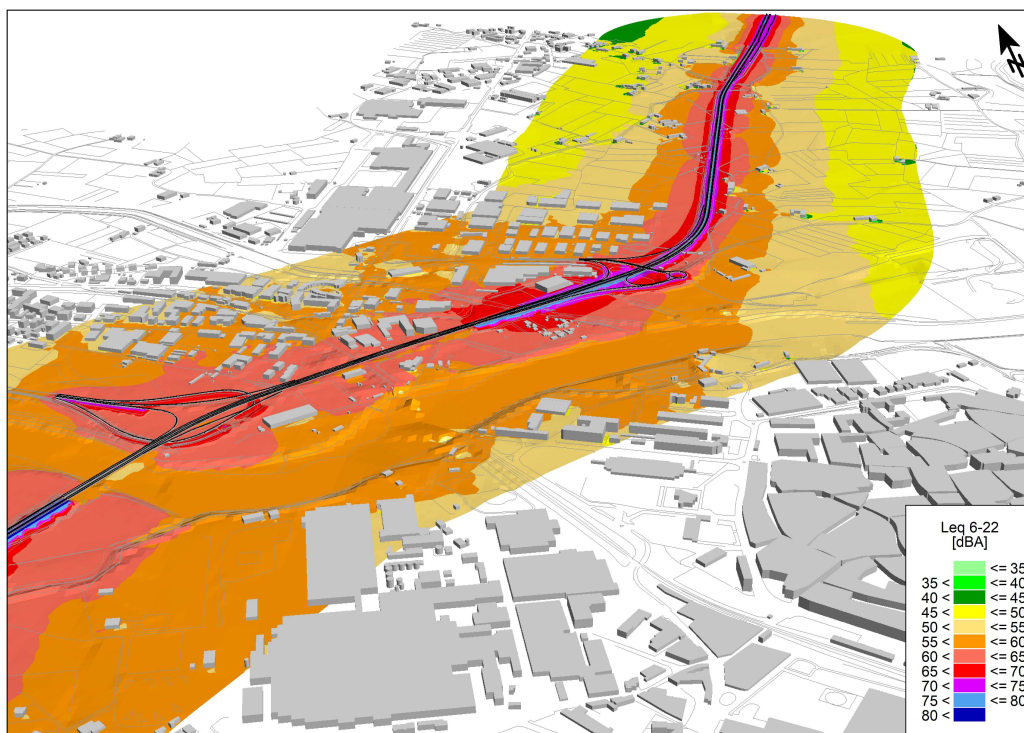 N
Leq 6-22
[dBA]
<= 35
35 < <= 40
40 < <= 45
45 < <= 50
50 < <= 55
55 < <= 60
60 < <= 65
65 < <= 70
70 < <= 75
75 < <= 80
80 <